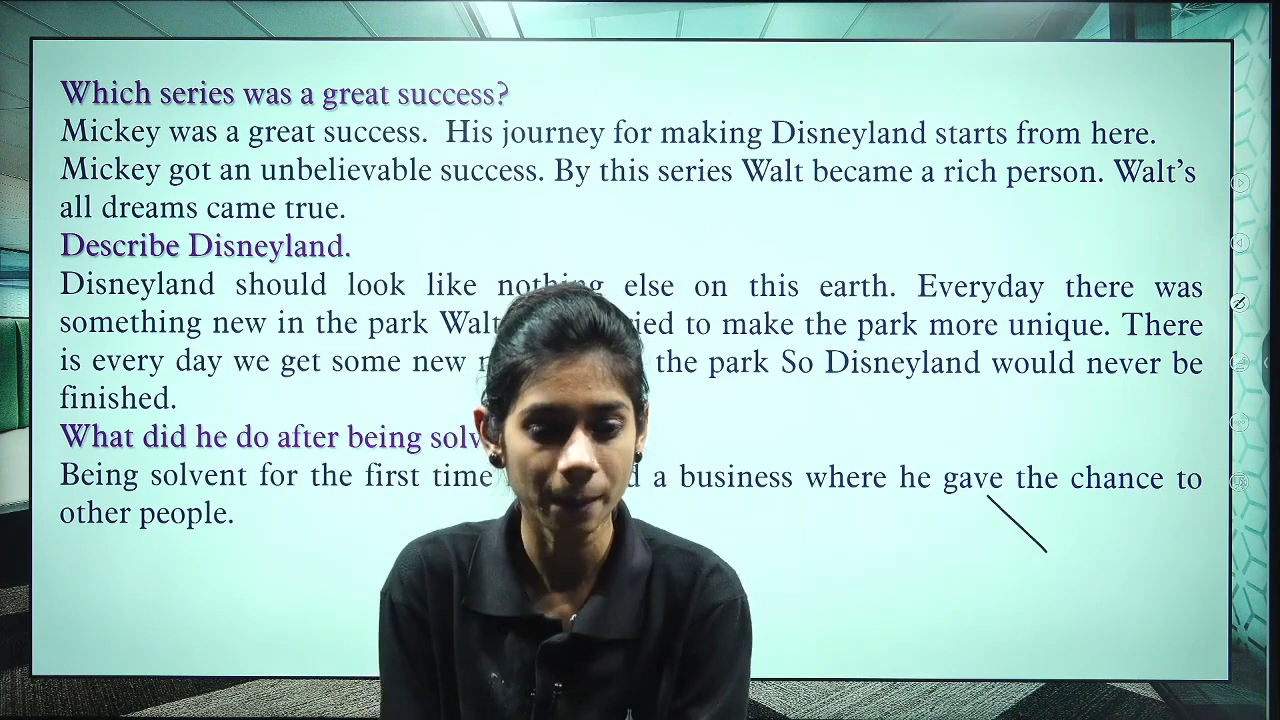 Which series was a great success?
Mickey was a great success. His journey for making Disneyland starts from here.
Mickey got an unbelievable success. By this series Walt became a rich person. Walt's
all dreams came true.
Describe Disneyland.
Disneyland should look like nothing else on this earth. Everyday there was
something new in the park Walt to make the park more unique. There
is every day we get some new the park So Disneyland would never be
finished.
What did he do after being
Being solvent for the first time a business where he gave the chance to
other people.